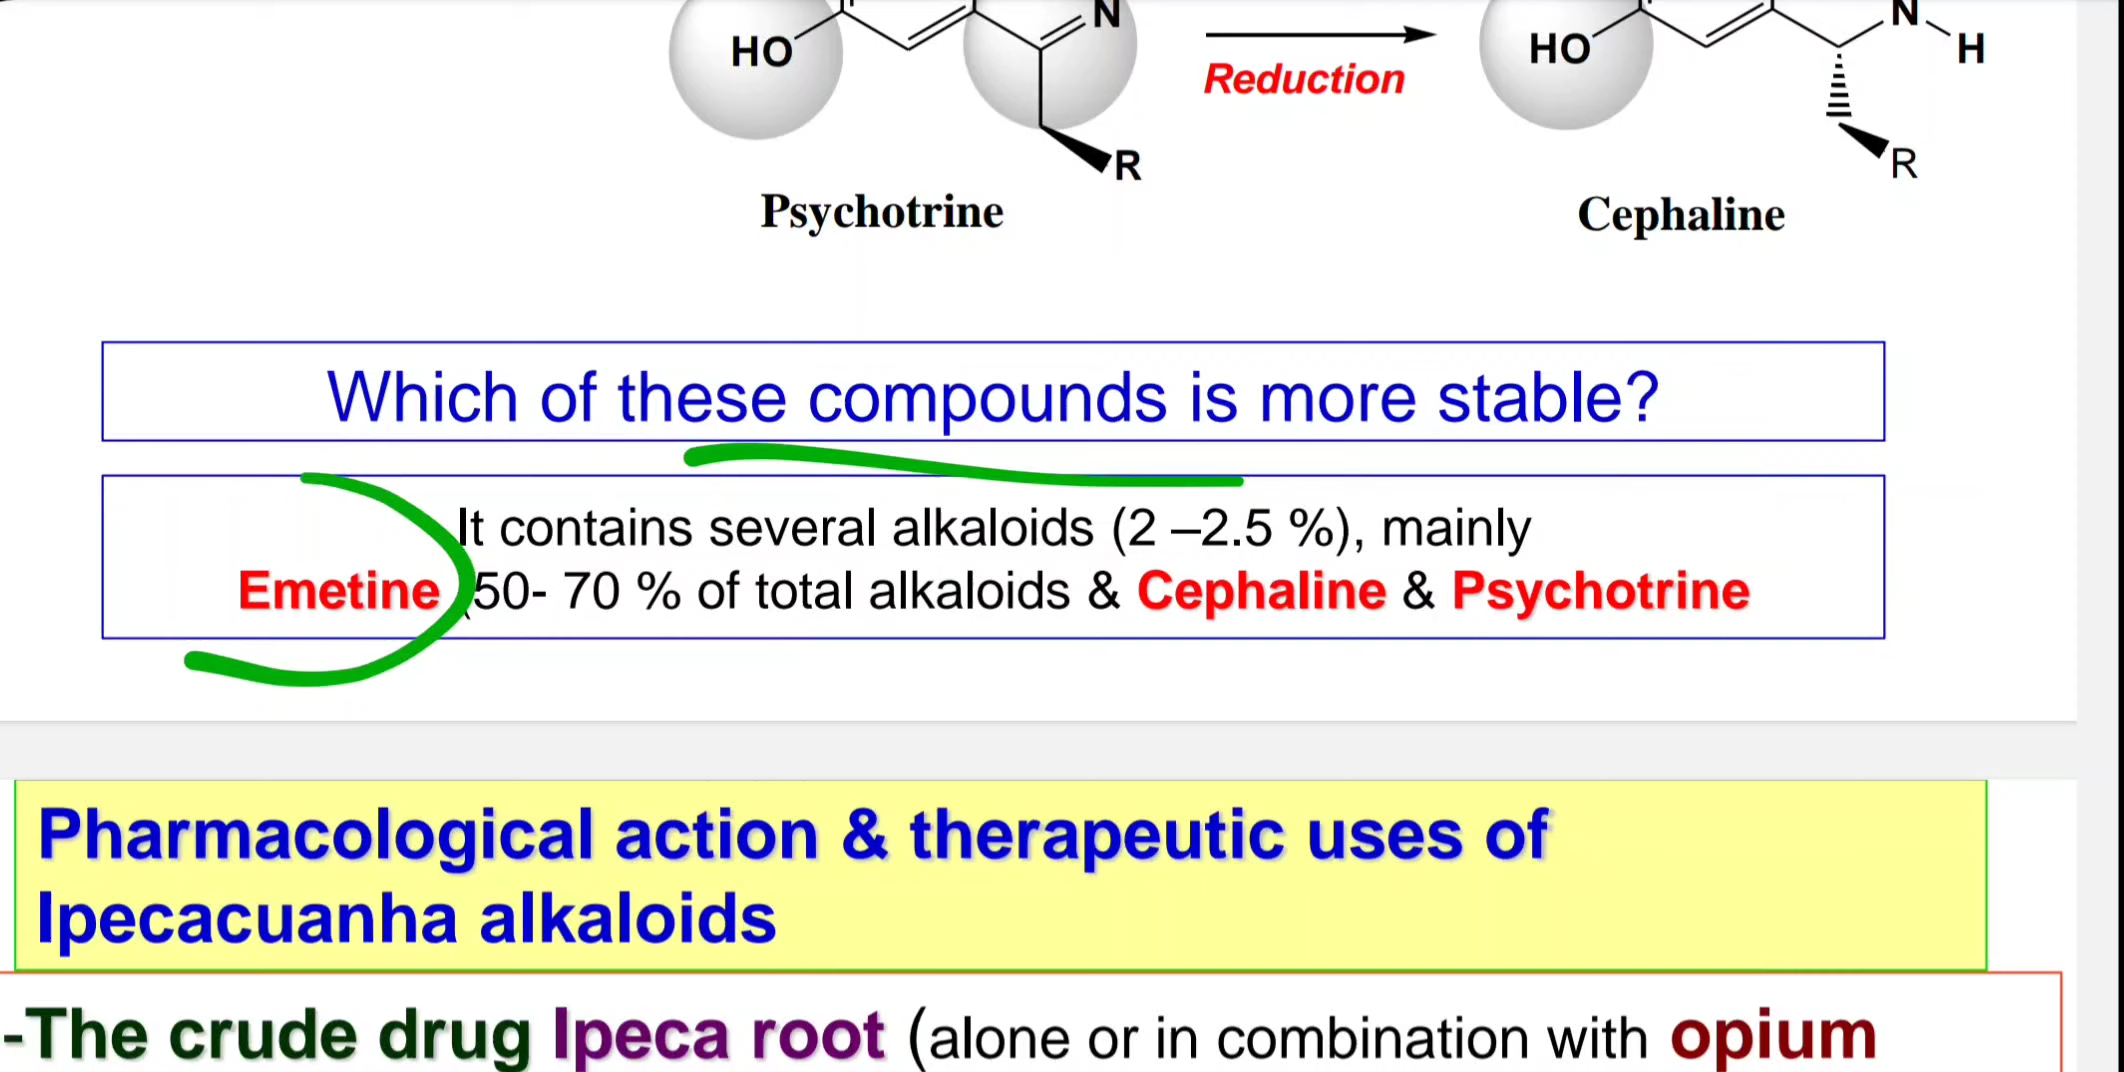 HO
N
R
Reduction
HO
N
H
R
Psychotrine
Cephaline
Which of these compounds is more stable?
It contains several alkaloids (2 –2.5 %), mainly
Emetine (50- 70 % of total alkaloids & Cephaline & Psychotrine
Pharmacological action & therapeutic uses of
Ipecacuanha alkaloids
-The crude drug Ipeca root (alone or in combination with opium